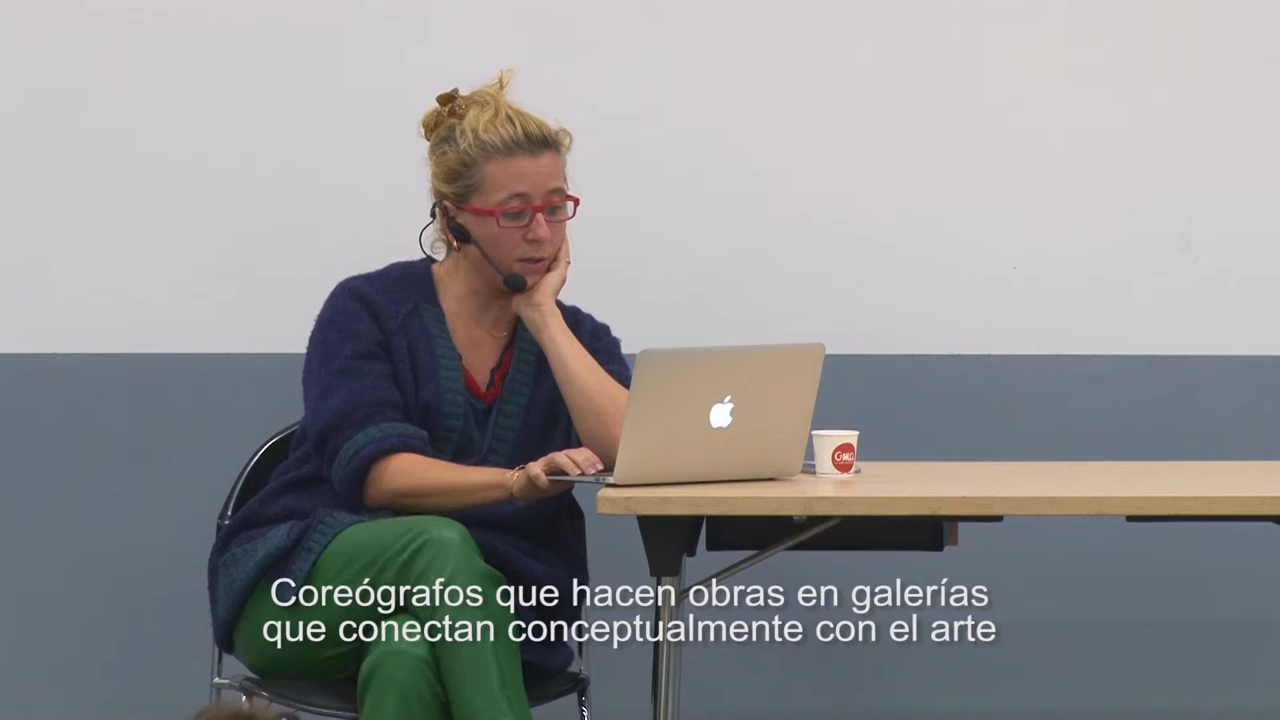 Coreógrafos que hacen obras en galerías
que conectan conceptualmente con el arte